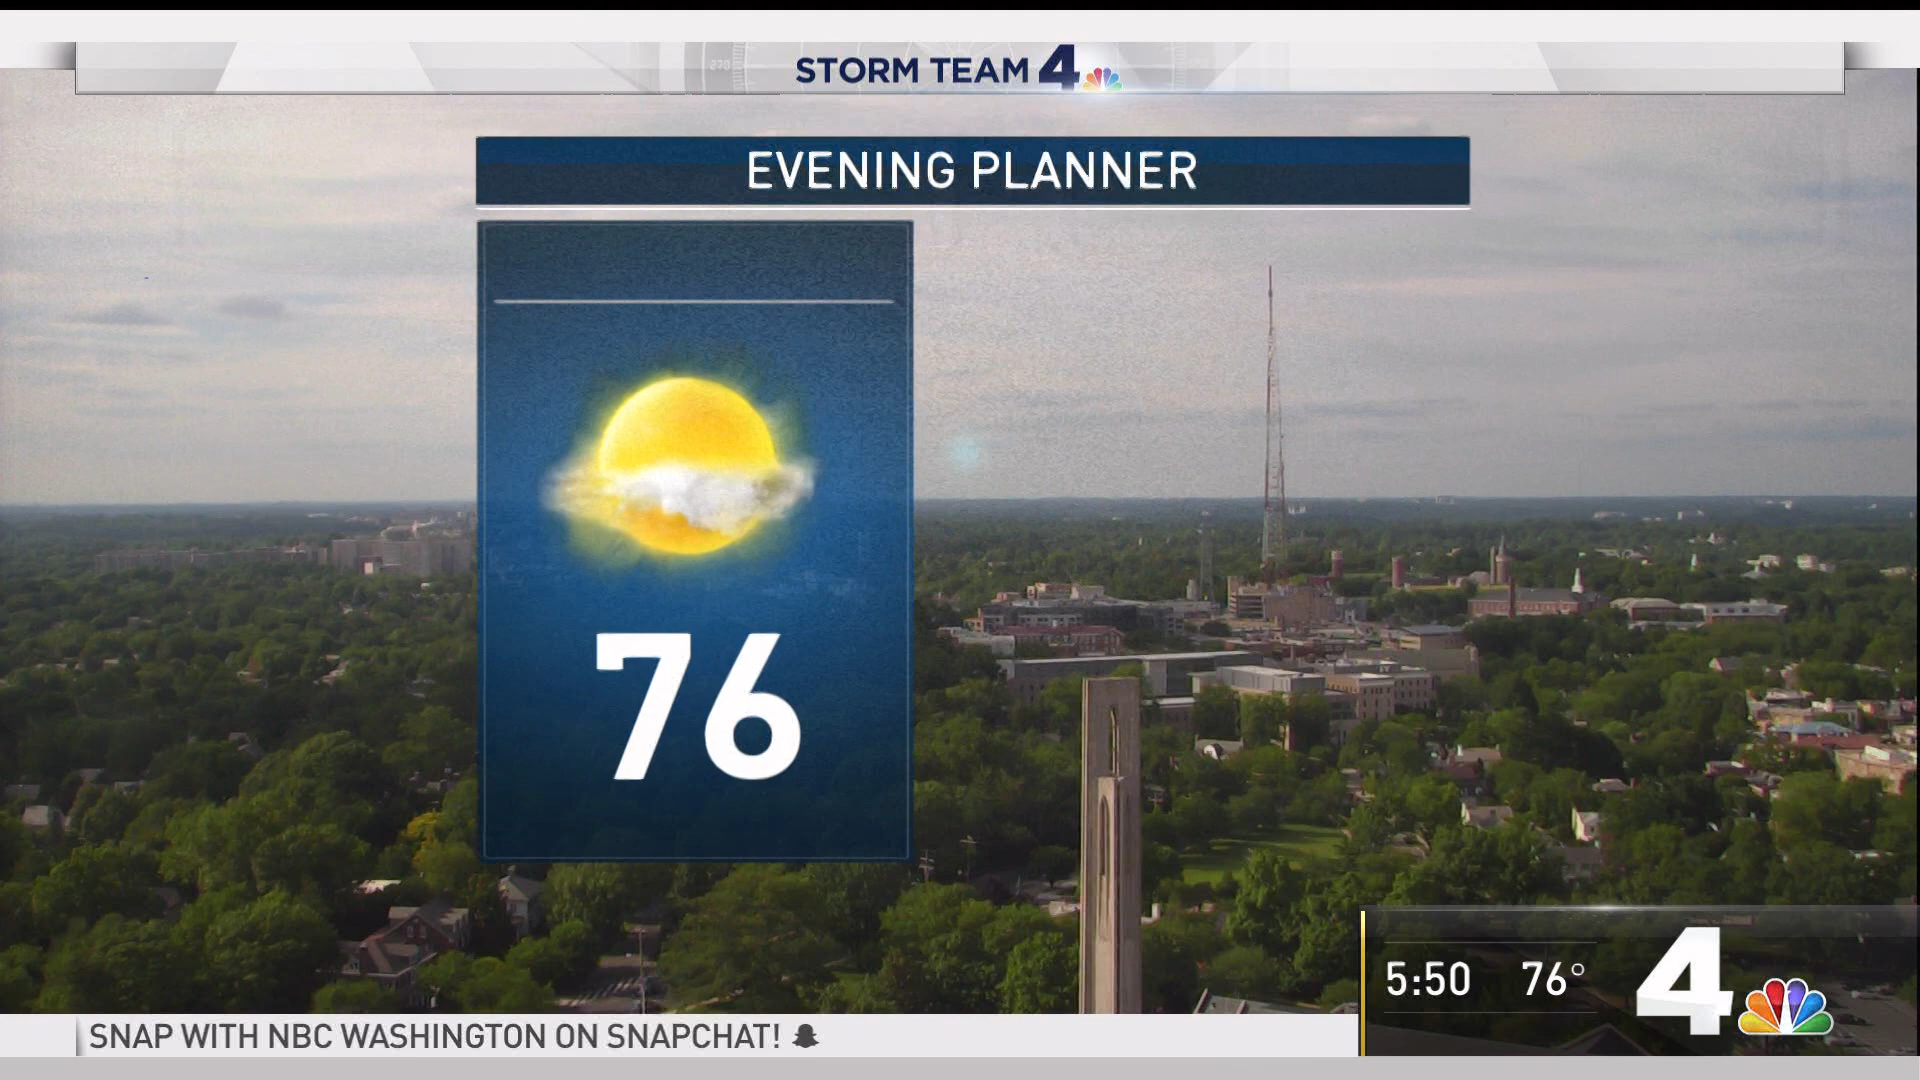 STORM TEAM 4
EVENING PLANNER
76
5:50 76°
4
SNAP WITH NBC WASHINGTON ON SNAPCHAT!